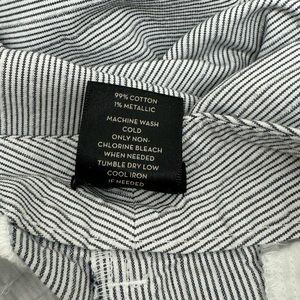 99% COTTON
1% METALLIC
MACHINE WASH
COLD
ONLY NON-
CHLORINE BLEACH
WHEN NEEDED
TUMBLE DRY LOW
COOL IRON
IF NEEDED